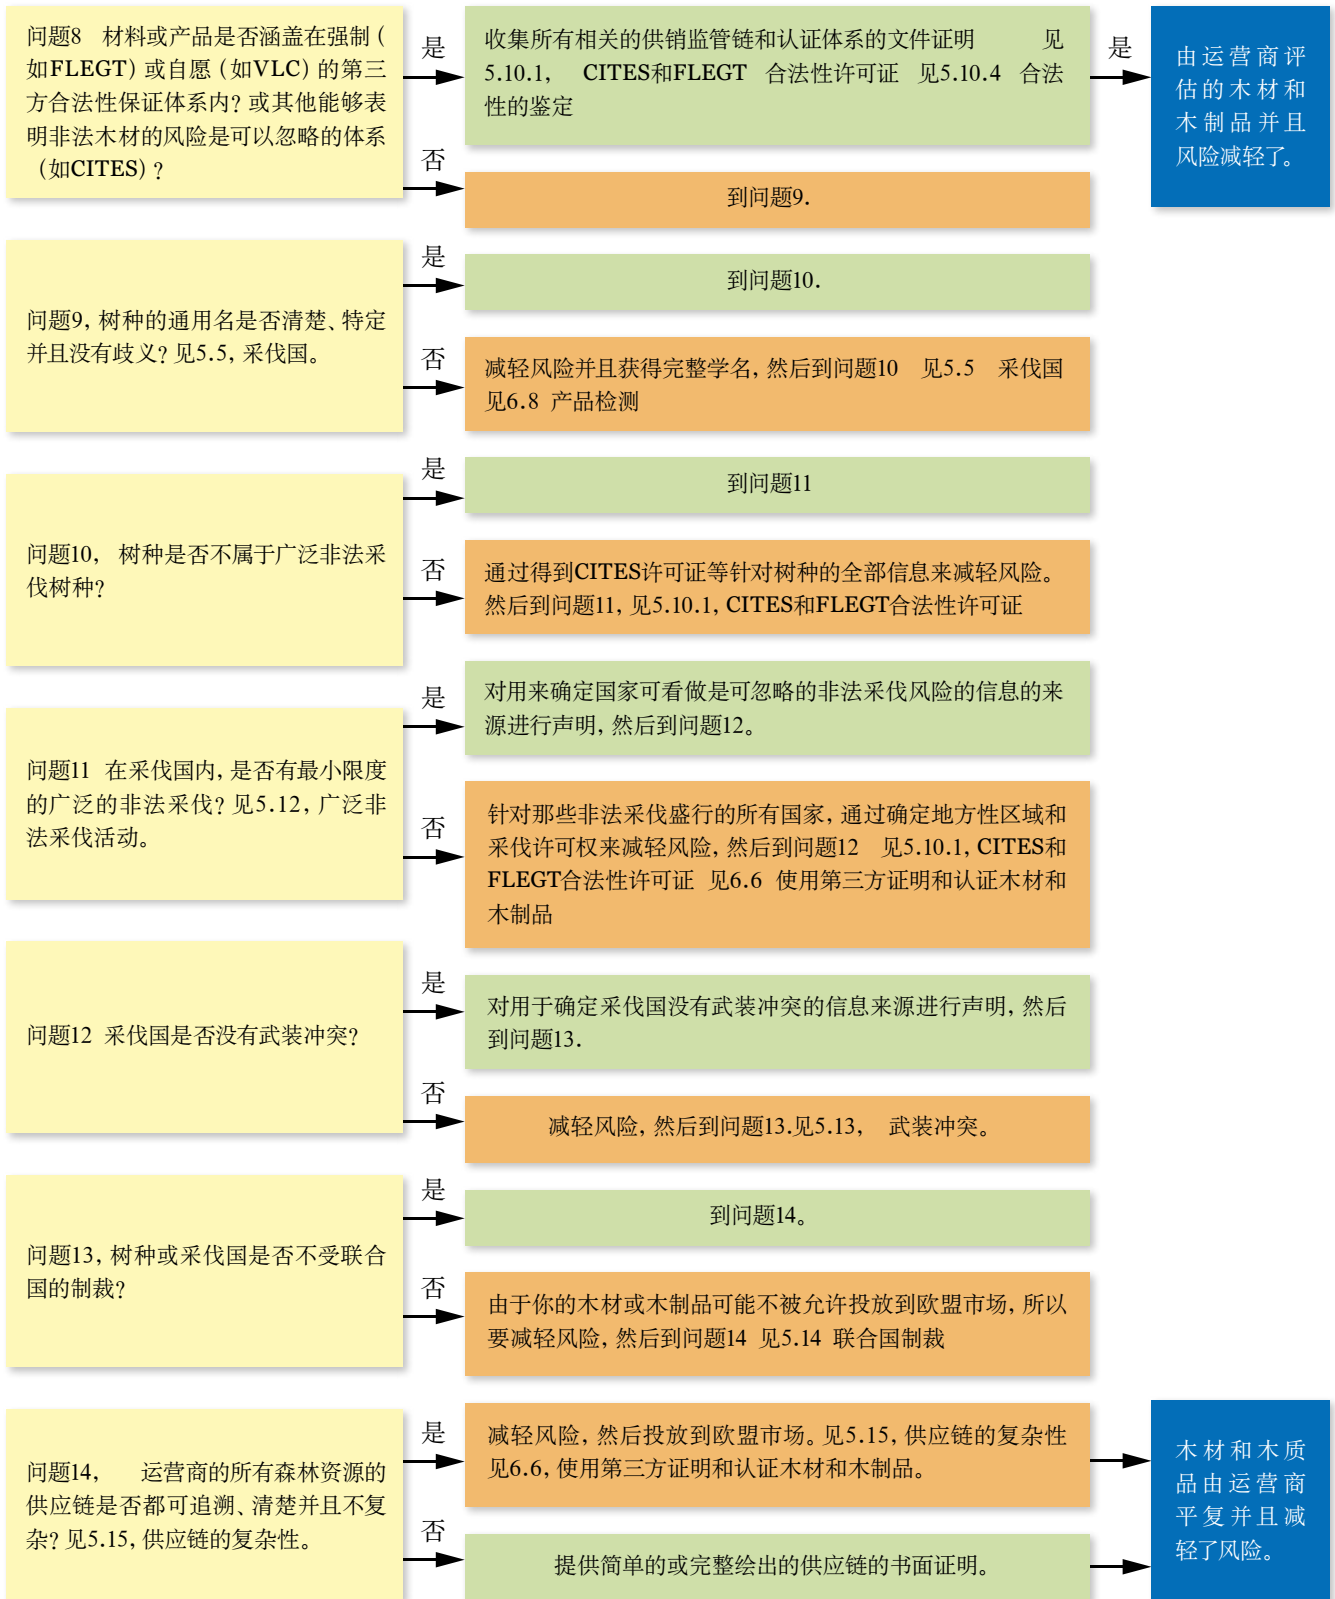 问题8 材料或产品是否涵盖在强制（
如FLEGT）或自愿（如VLC）的第三
方合法性保证体系内？或其他能够表
明非法木材的风险是可以忽略的体系
（如CITES）？
是
收集所有相关的供销监管链和认证体系的文件证明 见
5.10.1， CITES和FLEGT 合法性许可证 见5.10.4 合法
性的鉴定
是
由运营商评
估的木材和
木制品并且
风险减轻了。
否
到问题9.
问题9，树种的通用名是否清楚、特定
并且没有歧义？见5.5，采伐国。
是
到问题10.
否
减轻风险并且获得完整学名，然后到问题10 见5.5 采伐国
见6.8 产品检测
问题10， 树种是否不属于广泛非法采
伐树种？
是
到问题11
否
通过得到CITES许可证等针对树种的全部信息来减轻风险。
然后到问题11，见5.10.1，CITES和FLEGT合法性许可证
问题11 在采伐国内，是否有最小限度
的广泛的非法采伐？见5.12，广泛非
法采伐活动。
是
对用来确定国家可看做是可忽略的非法采伐风险的信息的来
源进行声明，然后到问题12。
否
针对那些非法采伐盛行的所有国家，通过确定地方性区域和
采伐许可权来减轻风险，然后到问题12 见5.10.1，CITES和
FLEGT合法性许可证 见6.6 使用第三方证明和认证木材和
木制品
问题12 采伐国是否没有武装冲突？
是
对用于确定采伐国没有武装冲突的信息来源进行声明，然后
到问题13.
否
减轻风险，然后到问题13.见5.13， 武装冲突。
问题13，树种或采伐国是否不受联合
国的制裁？
是
到问题14。
否
由于你的木材或木制品可能不被允许投放到欧盟市场，所以
要减轻风险，然后到问题14 见5.14 联合国制裁
问题14， 运营商的所有森林资源的
供应链是否都可追溯、清楚并且不复
杂？见5.15，供应链的复杂性。
是
减轻风险，然后投放到欧盟市场。见5.15，供应链的复杂性
见6.6，使用第三方证明和认证木材和木制品。
否
提供简单的或完整绘出的供应链的书面证明。
木材和木质
品由运营商
平复并且减
轻了风险。